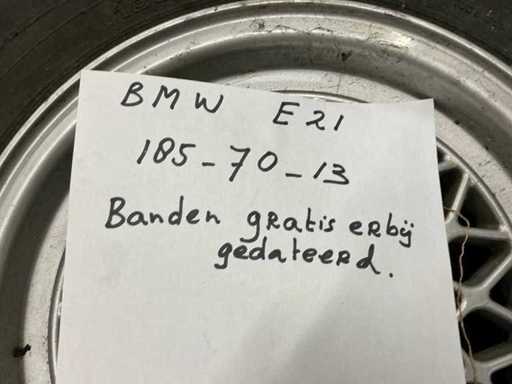 BMW E21
185-70-13
Banden gratis erbij
gedateerd.